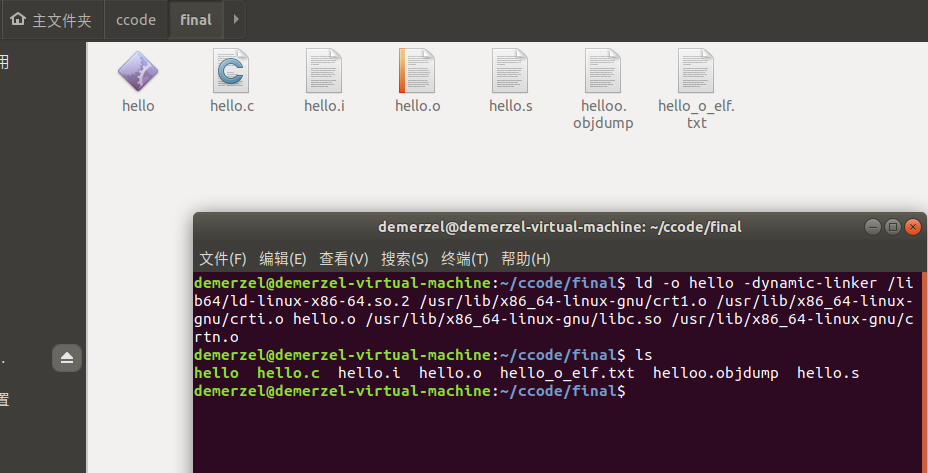 主文件夹 ccode final
用
hello hello.c hello.i hello.o hello.s helloo. hello_o_elf.
objdump txt
demerzel@demerzel-virtual-machine: ~/ccode/final
文件(F) 编辑(E) 查看(V) 搜索(S) 终端(T) 帮助(H)
demerzel@demerzel-virtual-machine:~/ccode/final$ ld -o hello -dynamic-linker /li
b64/ld-linux-x86-64.so.2 /usr/lib/x86_64-linux-gnu/crt1.o /usr/lib/x86_64-linux-
gnu/crti.o hello.o /usr/lib/x86_64-linux-gnu/libc.so /usr/lib/x86_64-linux-gnu/c
rtn.o
demerzel@demerzel-virtual-machine:~/ccode/final$ ls
hello hello.c hello.i hello.o hello_o_elf.txt helloo.objdump hello.s
demerzel@demerzel-virtual-machine:~/ccode/final$
置